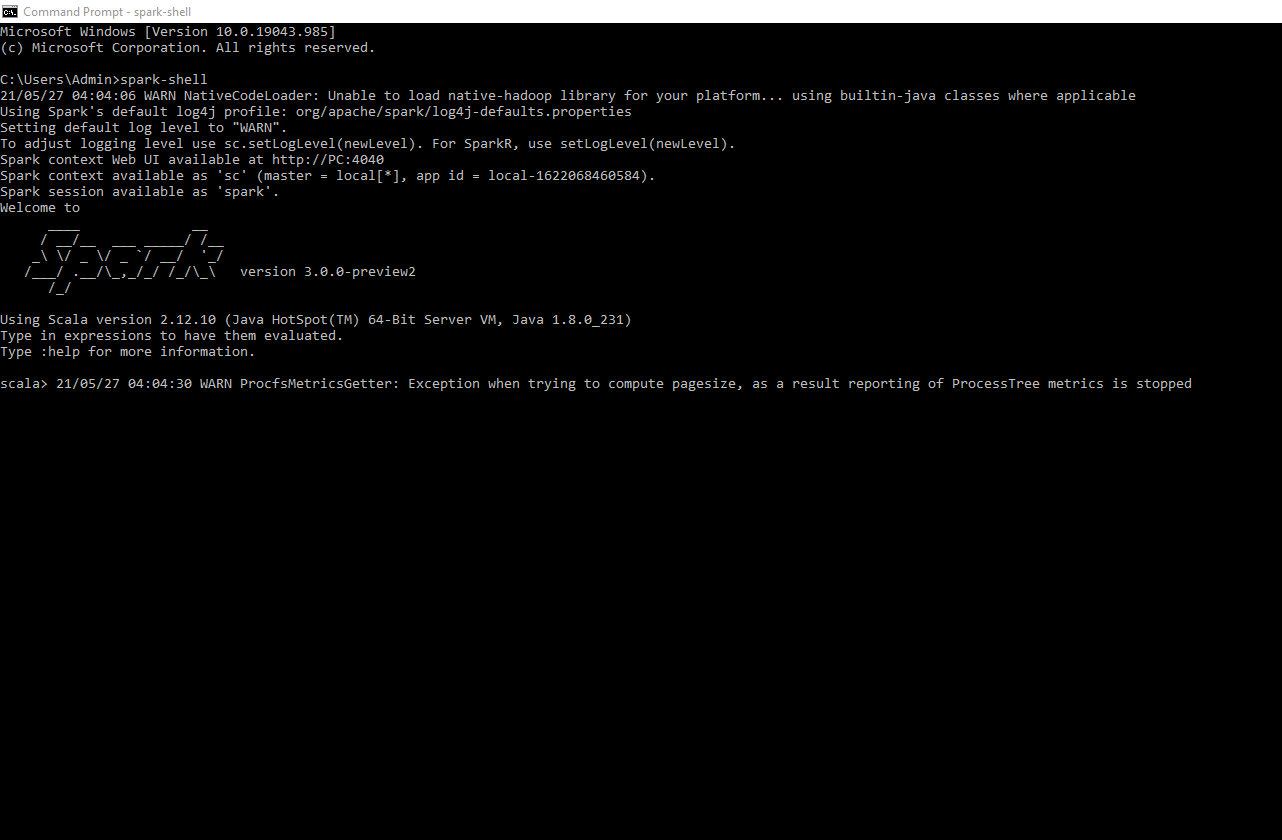 Command Prompt - spark-shell
Microsoft Windows [Version 10.0.19043.985]
(c) Microsoft Corporation. All rights reserved.
C:\Users\Admin>spark-shell
21/05/27 04:04:06 WARN NativeCodeLoader: Unable to load native-hadoop library for your platform... using builtin-java classes where applicable
Using Spark's default log4j profile: org/apache/spark/log4j-defaults.properties
Setting default log level to "WARN".
To adjust logging level use sc.setLogLevel(newLevel). For SparkR, use setLogLevel(newLevel).
Spark context Web UI available at http://PC:4040
Spark context available as 'sc' (master = local[*], app id = local-1622068460584).
Spark session available as 'spark'.
Welcome to
      ____              __
     / __/__  ___ _____/ /__
    _\ \/ _ \/ _ `/ __/  '_/
   /___/ .__/\_,_/_/ /_/\_\   version 3.0.0-preview2
      /_/
Using Scala version 2.12.10 (Java HotSpot(TM) 64-Bit Server VM, Java 1.8.0_231)
Type in expressions to have them evaluated.
Type :help for more information.
scala> 21/05/27 04:04:30 WARN ProcfsMetricsGetter: Exception when trying to compute pagesize, as a result reporting of ProcessTree metrics is stopped